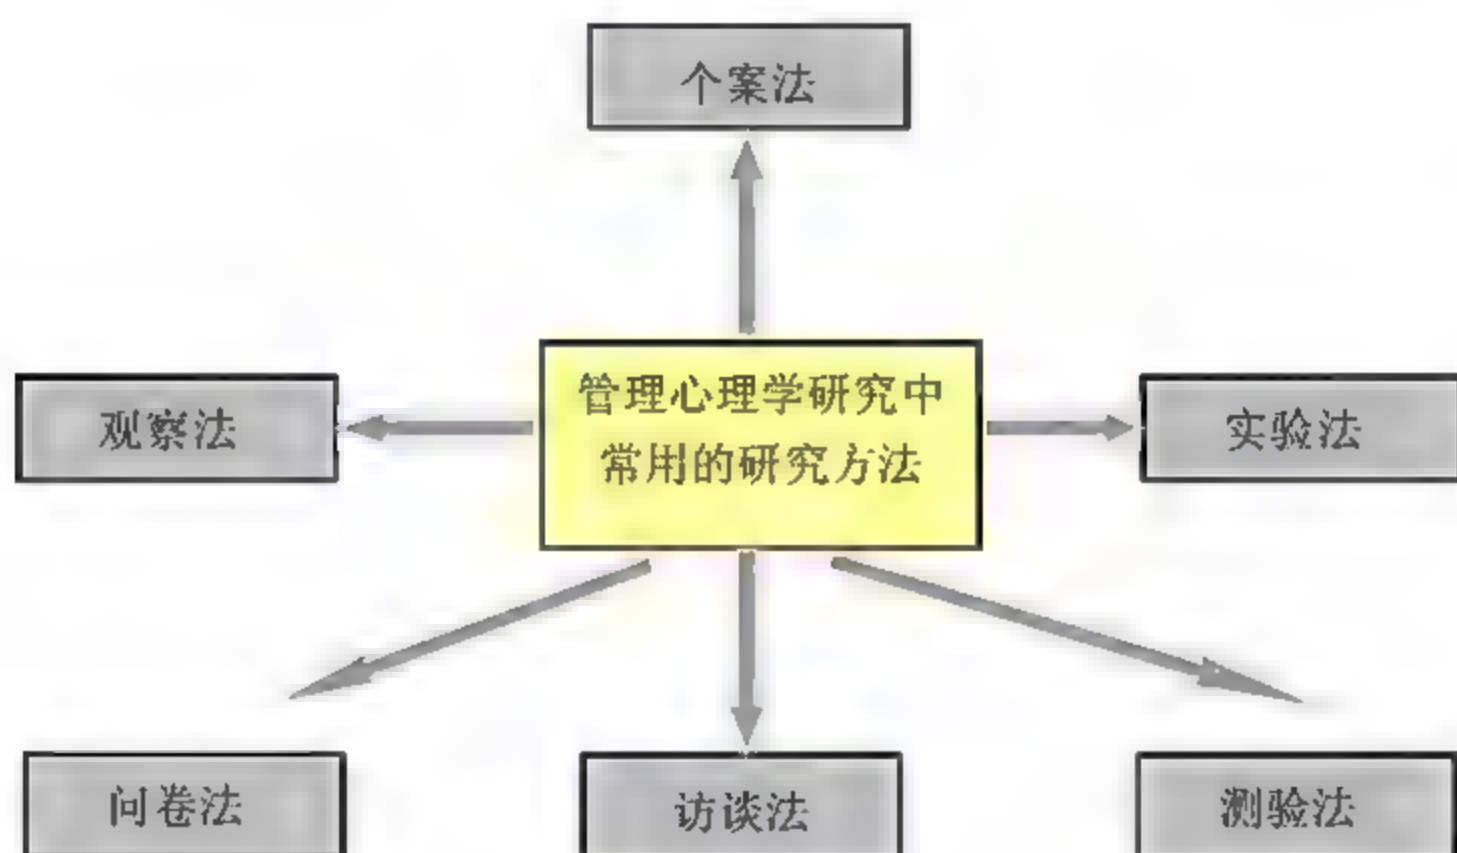 个案法
观察法
管理心理学研究中
常用的研究方法
实验法
问卷法
访谈法
测验法